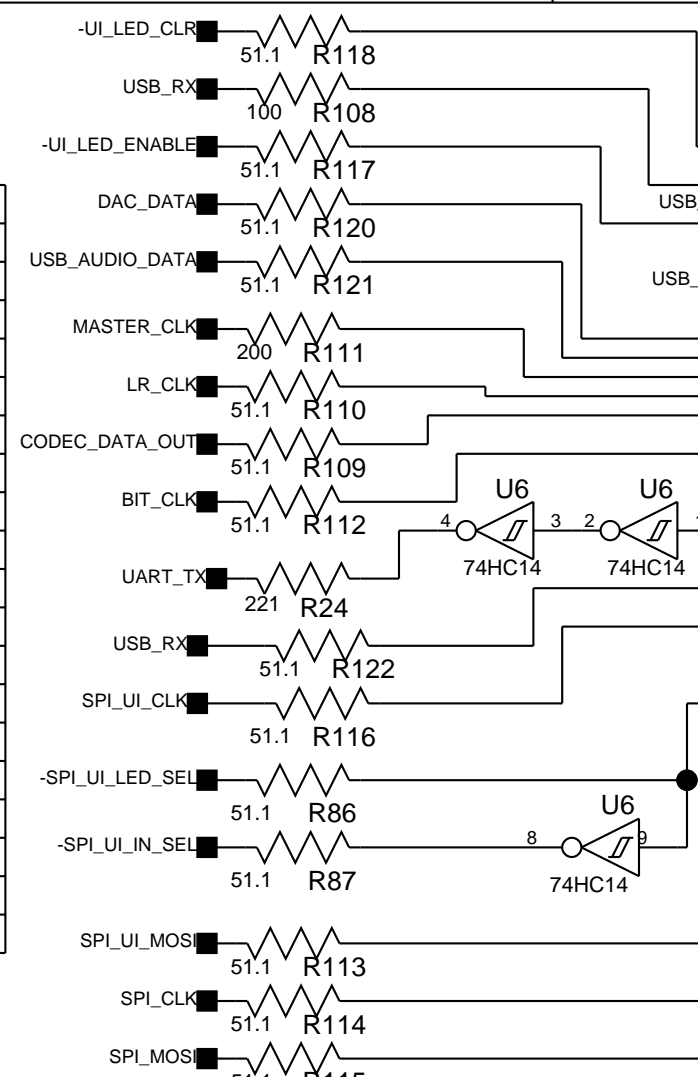 -UI_LED_CLR
51.1 R118
USB_RX
100 R108
-UI_LED_ENABLE
51.1 R117
DAC_DATA
USB_
51.1 R120
USB_AUDIO_DATA
USB_
51.1 R121
MASTER_CLK
200 R111
LR_CLK
51.1 R110
CODEC_DATA_OUT
51.1 R109
BIT_CLK
51.1 R112
U6 U6
4 3 2
74HC14 74HC14
UART_TX
221 R24
USB_RX
51.1 R122
SPI_UI_CLK
51.1 R116
-SPI_UI_LED_SEL
51.1 R86
U6
-SPI_UI_IN_SEL
8 9
51.1 R87
74HC14
SPI_UI_MOSI
51.1 R113
SPI_CLK
51.1 R114
SPI_MOSI